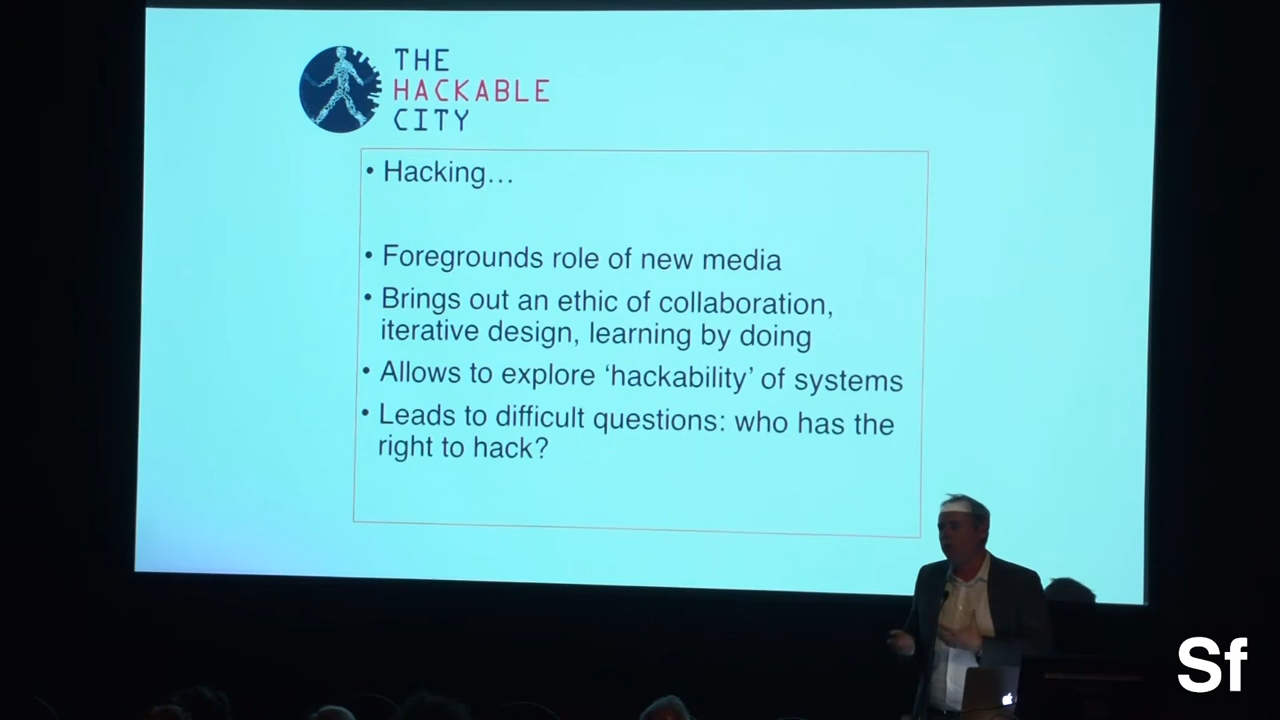 THE
HACKABLE
CITY
• Hacking…
• Foregrounds role of new media
• Brings out an ethic of collaboration,
iterative design, learning by doing
• Allows to explore ‘hackability’ of systems
• Leads to difficult questions: who has the
right to hack?
Sf